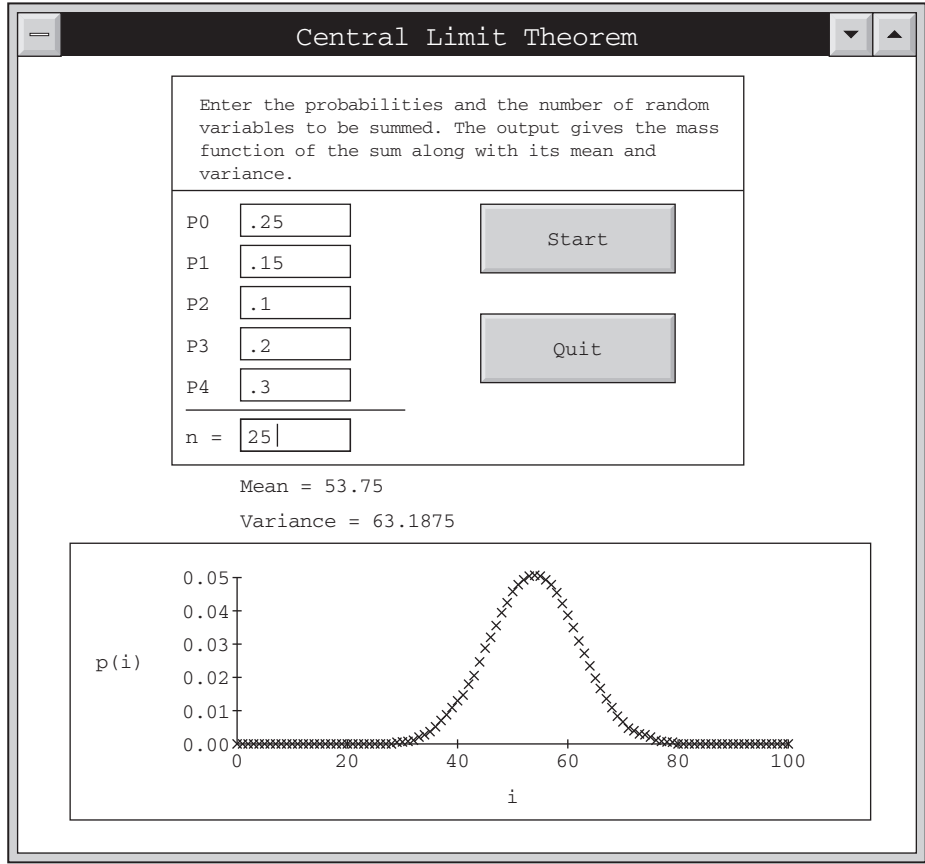 Central Limit Theorem
Enter the probabilities and the number of random
variables to be summed. The output gives the mass
function of the sum along with its mean and
variance.
P0 .25
Start
P1 .15
P2 .1
P3 .2
Quit
P4 .3
n = 25
Mean = 53.75
Variance = 63.1875
0.05
0.04
0.03
p(i)
0.02
0.01
0.00
0 20 40 60 80 100
i